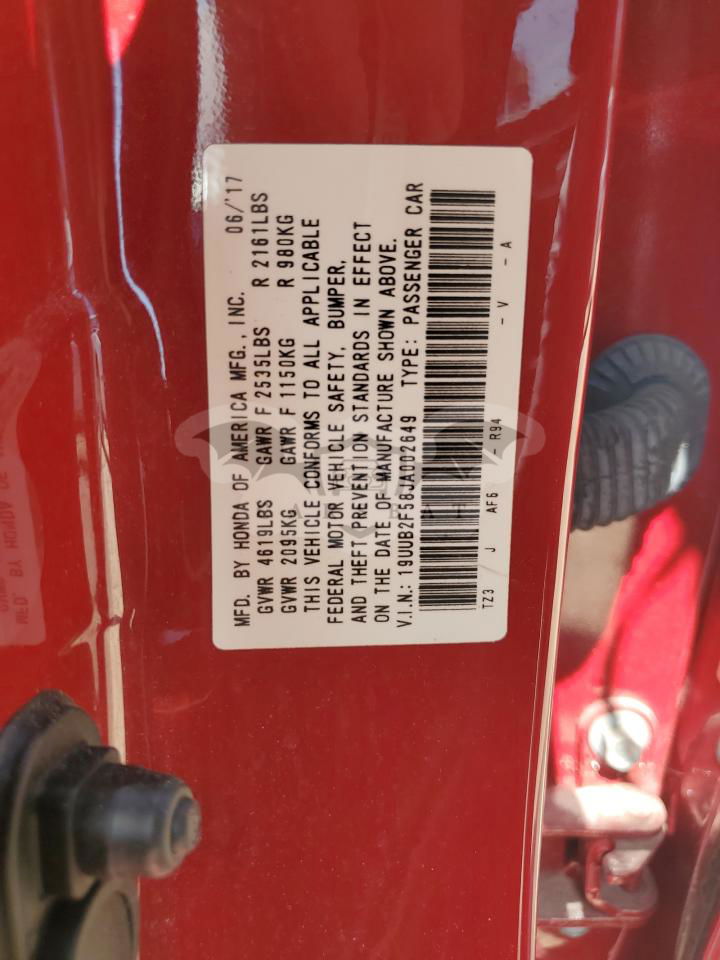 MFD. BY HONDA OF AMERICA MFG., INC. 06/'17
GVWR 4619LBS GAWR F 2535LBS R 2161LBS
GVWR 2095KG GAWR F 1150KG R 980KG
THIS VEHICLE CONFORMS TO ALL APPLICABLE
FEDERAL MOTOR VEHICLE SAFETY, BUMPER,
AND THEFT PREVENTION STANDARDS IN EFFECT
ON THE DATE OF MANUFACTURE SHOWN ABOVE.
V.I.N.: 19UUB2F58JA002649 TYPE: PASSENGER CAR
TZ3 J AF6 - R94 - V - A